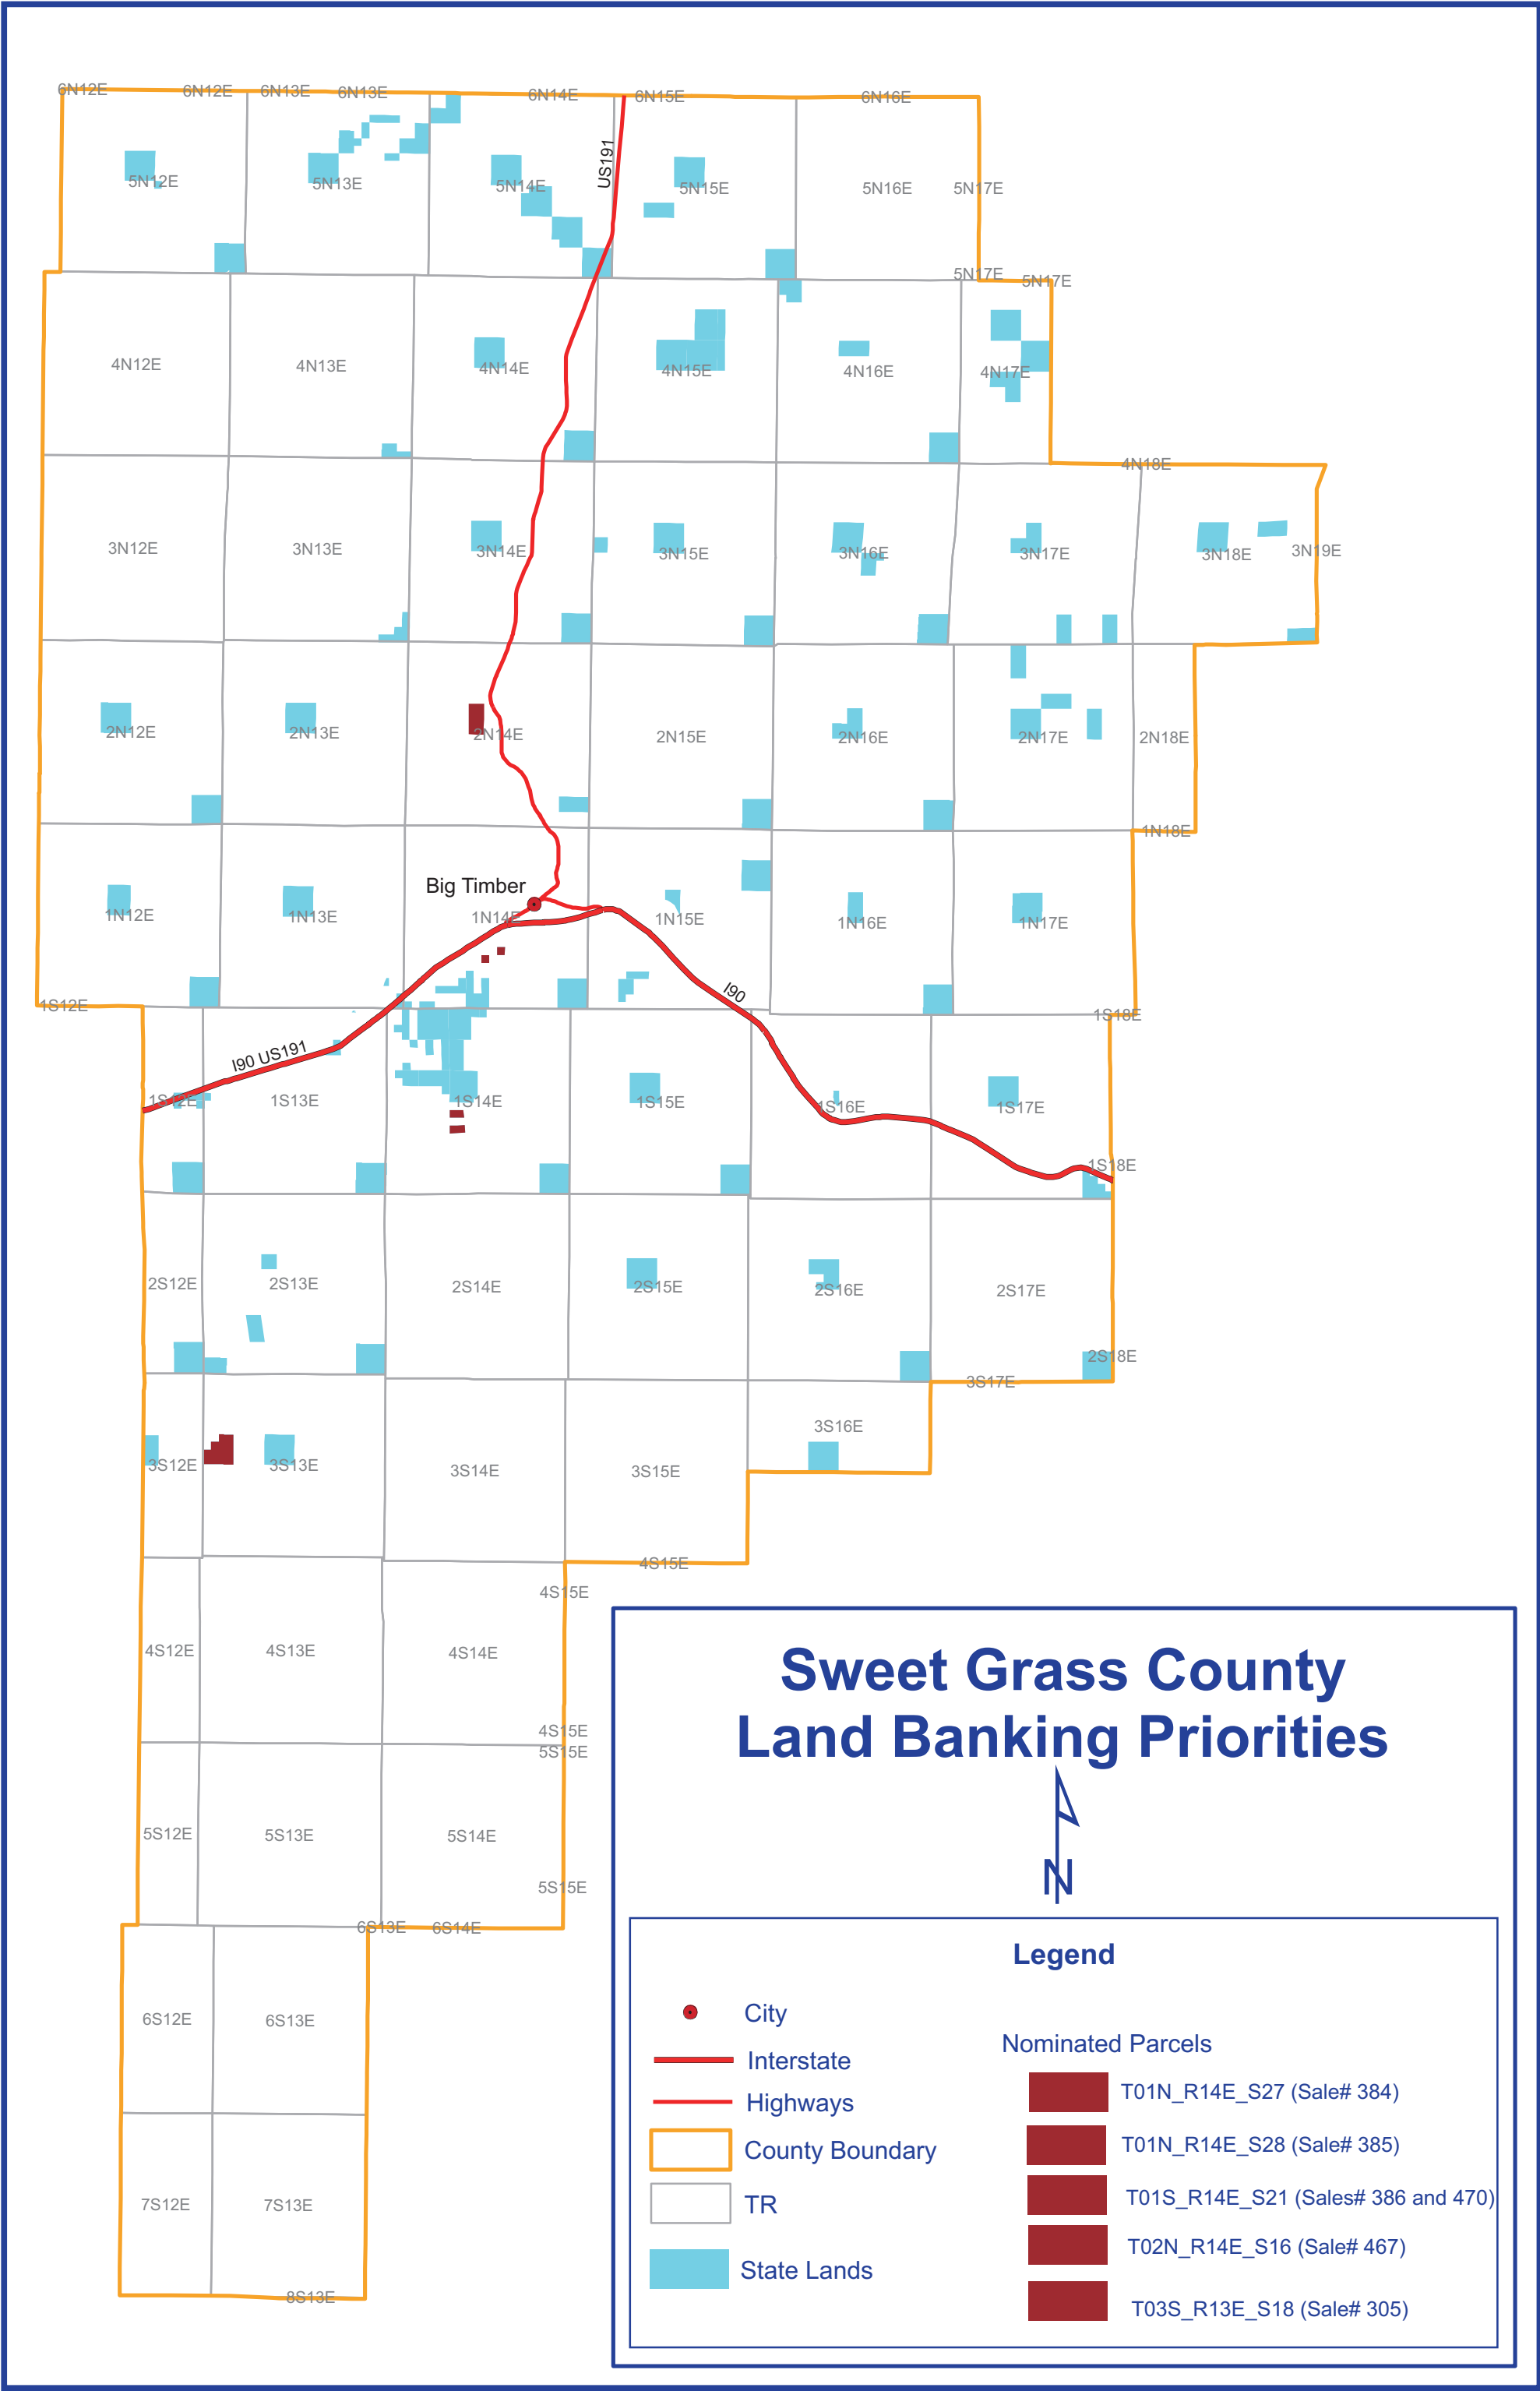 6N12E 6N12E 6N13E 6N13E 6N14E 6N15E 6N16E
US191
5N12E 5N13E 5N14E 5N15E 5N16E 5N17E
5N17E 5N17E
4N12E 4N13E 4N14E 4N15E 4N16E 4N17E
4N18E
3N12E 3N13E 3N14E 3N15E 3N16E 3N17E 3N18E 3N19E
2N12E 2N13E 2N14E 2N15E 2N16E 2N17E 2N18E
1N18E
Big Timber
1N12E 1N13E 1N14E 1N15E 1N16E 1N17E
I90
1S12E 1S18E
I90 US191
1S12E 1S13E 1S14E 1S15E 1S16E 1S17E
1S18E
2S12E 2S13E 2S14E 2S15E 2S16E 2S17E
2S18E
3S17E
3S16E
3S12E 3S13E 3S14E 3S15E
4S15E
4S15E
4S12E 4S13E 4S14E
4S15E
5S15E
5S12E 5S13E 5S14E
5S15E
6S13E 6S14E
6S12E 6S13E
7S12E 7S13E
8S13E
Sweet Grass County
Land Banking Priorities
N
Legend
City
Interstate
Highways
County Boundary
TR
State Lands
Nominated Parcels
T01N_R14E_S27 (Sale# 384)
T01N_R14E_S28 (Sale# 385)
T01S_R14E_S21 (Sales# 386 and 470)
T02N_R14E_S16 (Sale# 467)
T03S_R13E_S18 (Sale# 305)